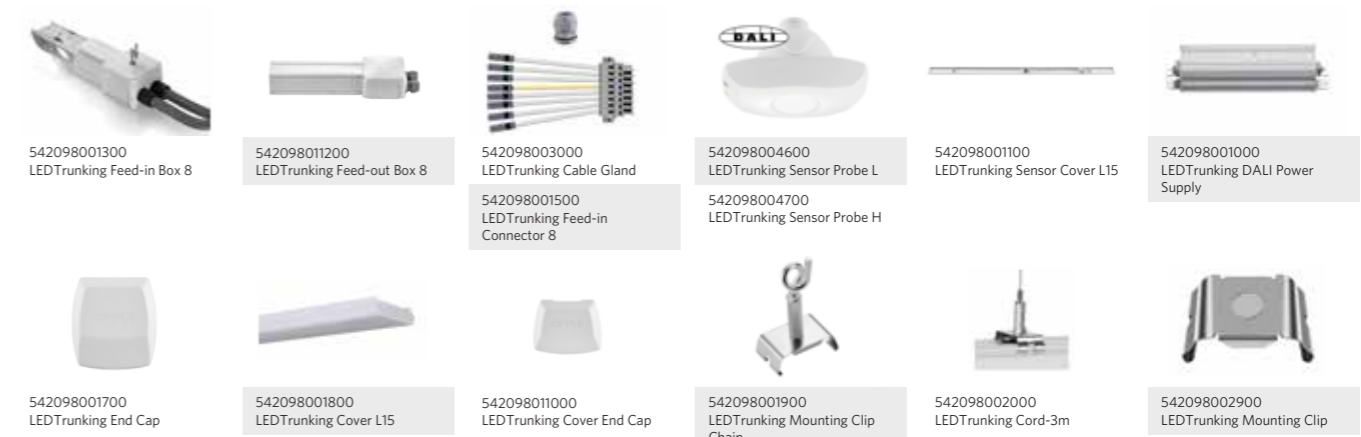 DALI
542098001300
LEDTrunking Feed-in Box 8
542098011200
LEDTrunking Feed-out Box 8
542098003000
LEDTrunking Cable Gland
542098001500
LEDTrunking Feed-in
Connector 8
542098004600
LEDTrunking Sensor Probe L
542098004700
LEDTrunking Sensor Probe H
542098001100
LEDTrunking Sensor Cover L15
542098001000
LEDTrunking DALI Power
Supply
542098001700
LEDTrunking End Cap
542098001800
LEDTrunking Cover L15
542098011000
LEDTrunking Cover End Cap
542098001900
LEDTrunking Mounting Clip
Chain
542098002000
LEDTrunking Cord-3m
542098002900
LEDTrunking Mounting Clip